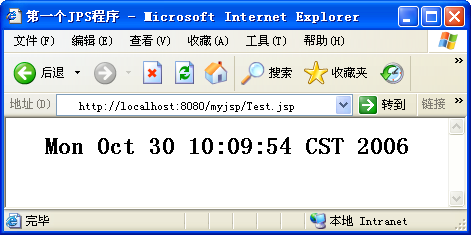 第一个JPS程序 - Microsoft Internet Explorer
文件(F) 编辑(E) 查看(V) 收藏(A) 工具(T) 帮助(H)
后退 搜索 收藏夹
地址(D) http://localhost:8080/myjsp/Test.jsp 转到 链接
Mon Oct 30 10:09:54 CST 2006
完毕 本地 Intranet